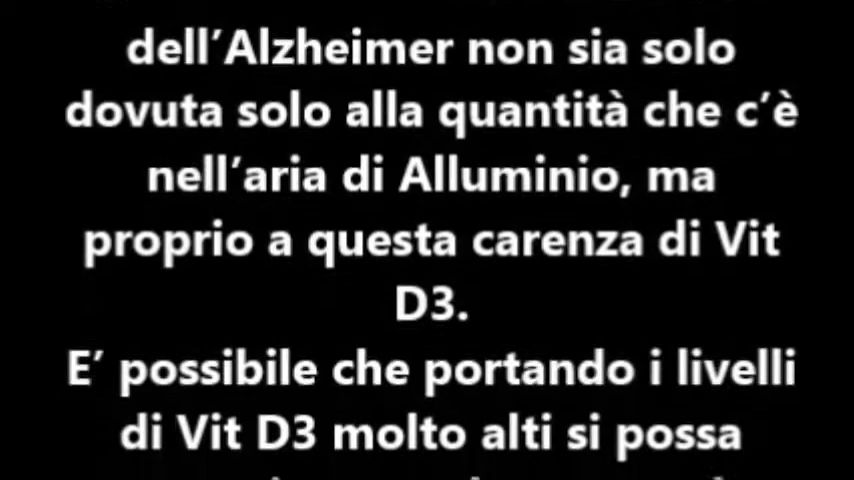 dell’Alzheimer non sia solo
dovuta solo alla quantità che c’è
nell’aria di Alluminio, ma
proprio a questa carenza di Vit
D3.
E’ possibile che portando i livelli
di Vit D3 molto alti si possa